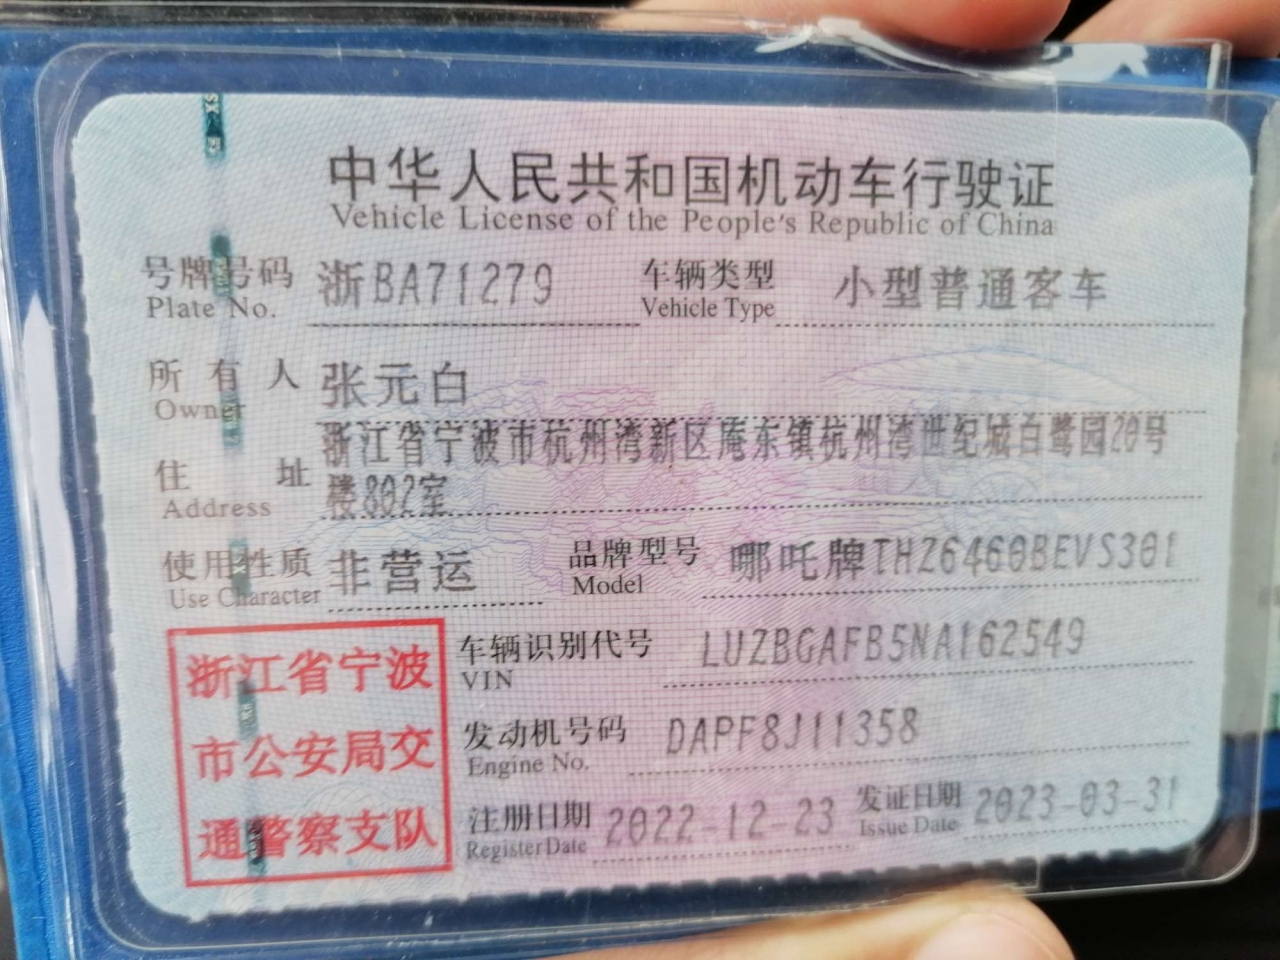 中华人民共和国机动车行驶证
Vehicle License of the People's Republic of China
号牌号码 浙BA71279 车辆类型 小型普通客车
Plate No. Vehicle Type
所有人 张元白
Owner
浙江省宁波市杭州湾新区庵东镇杭州湾世纪城白鹭园20号
住址 楼802室
Address
使用性质 非营运 品牌型号 哪吒牌THZ6460BEVS301
Use Character Model
浙江省宁波
市公安局交
通警察支队
车辆识别代号 LUZBGAFB5NA162549
VIN
发动机号码 DAPF8J11358
Engine No.
注册日期 2022-12-23 发证日期 2023-03-31
Register Date Issue Date